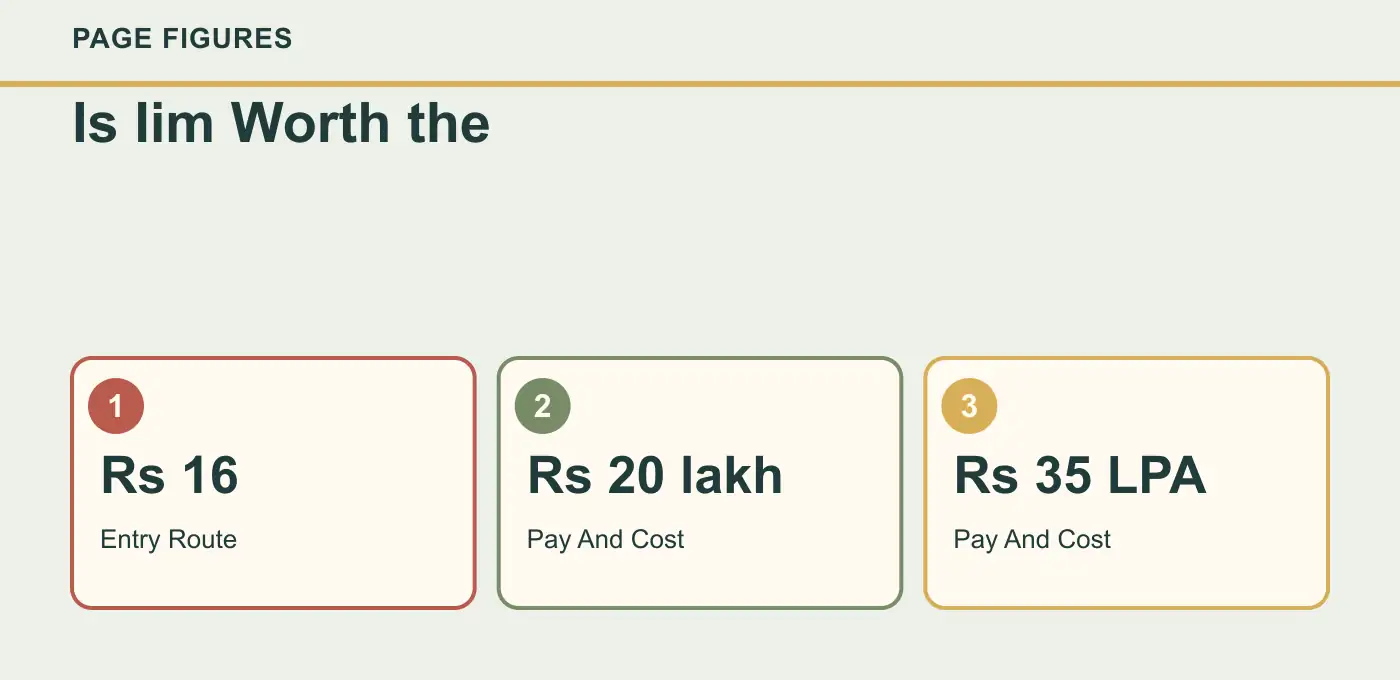 PAGE FIGURES
Is Iim Worth the
1
Rs 16
Entry Route
2
Rs 20 lakh
Pay And Cost
3
Rs 35 LPA
Pay And Cost